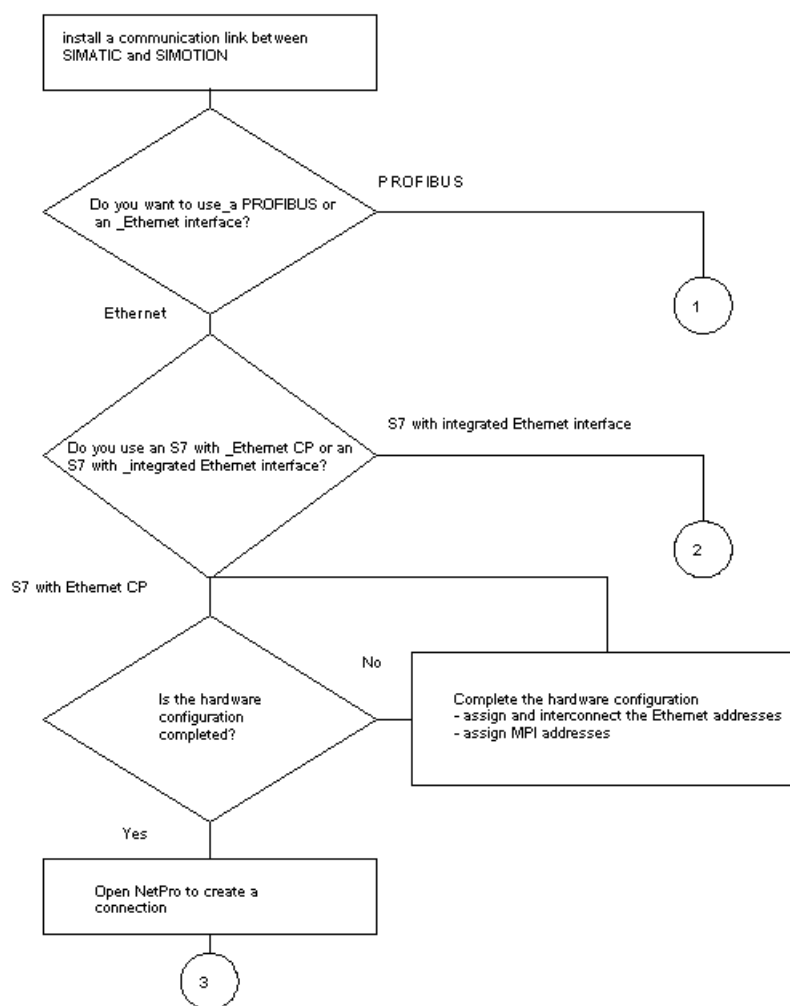 install a communication link between
SIMATIC and SIMOTION
PROFIBUS
Do you want to use_a PROFIBUS or
an _Ethernet interface?
1
Ethernet
S7 with integrated Ethernet interface
Do you use an S7 with _Ethernet CP or an
S7 with _integrated Ethernet interface?
2
S7 with Ethernet CP
No
Is the hardware
configuration
completed?
Complete the hardware configuration
- assign and interconnect the Ethernet addresses
- assign MPI addresses
Yes
Open NetPro to create a
connection
3